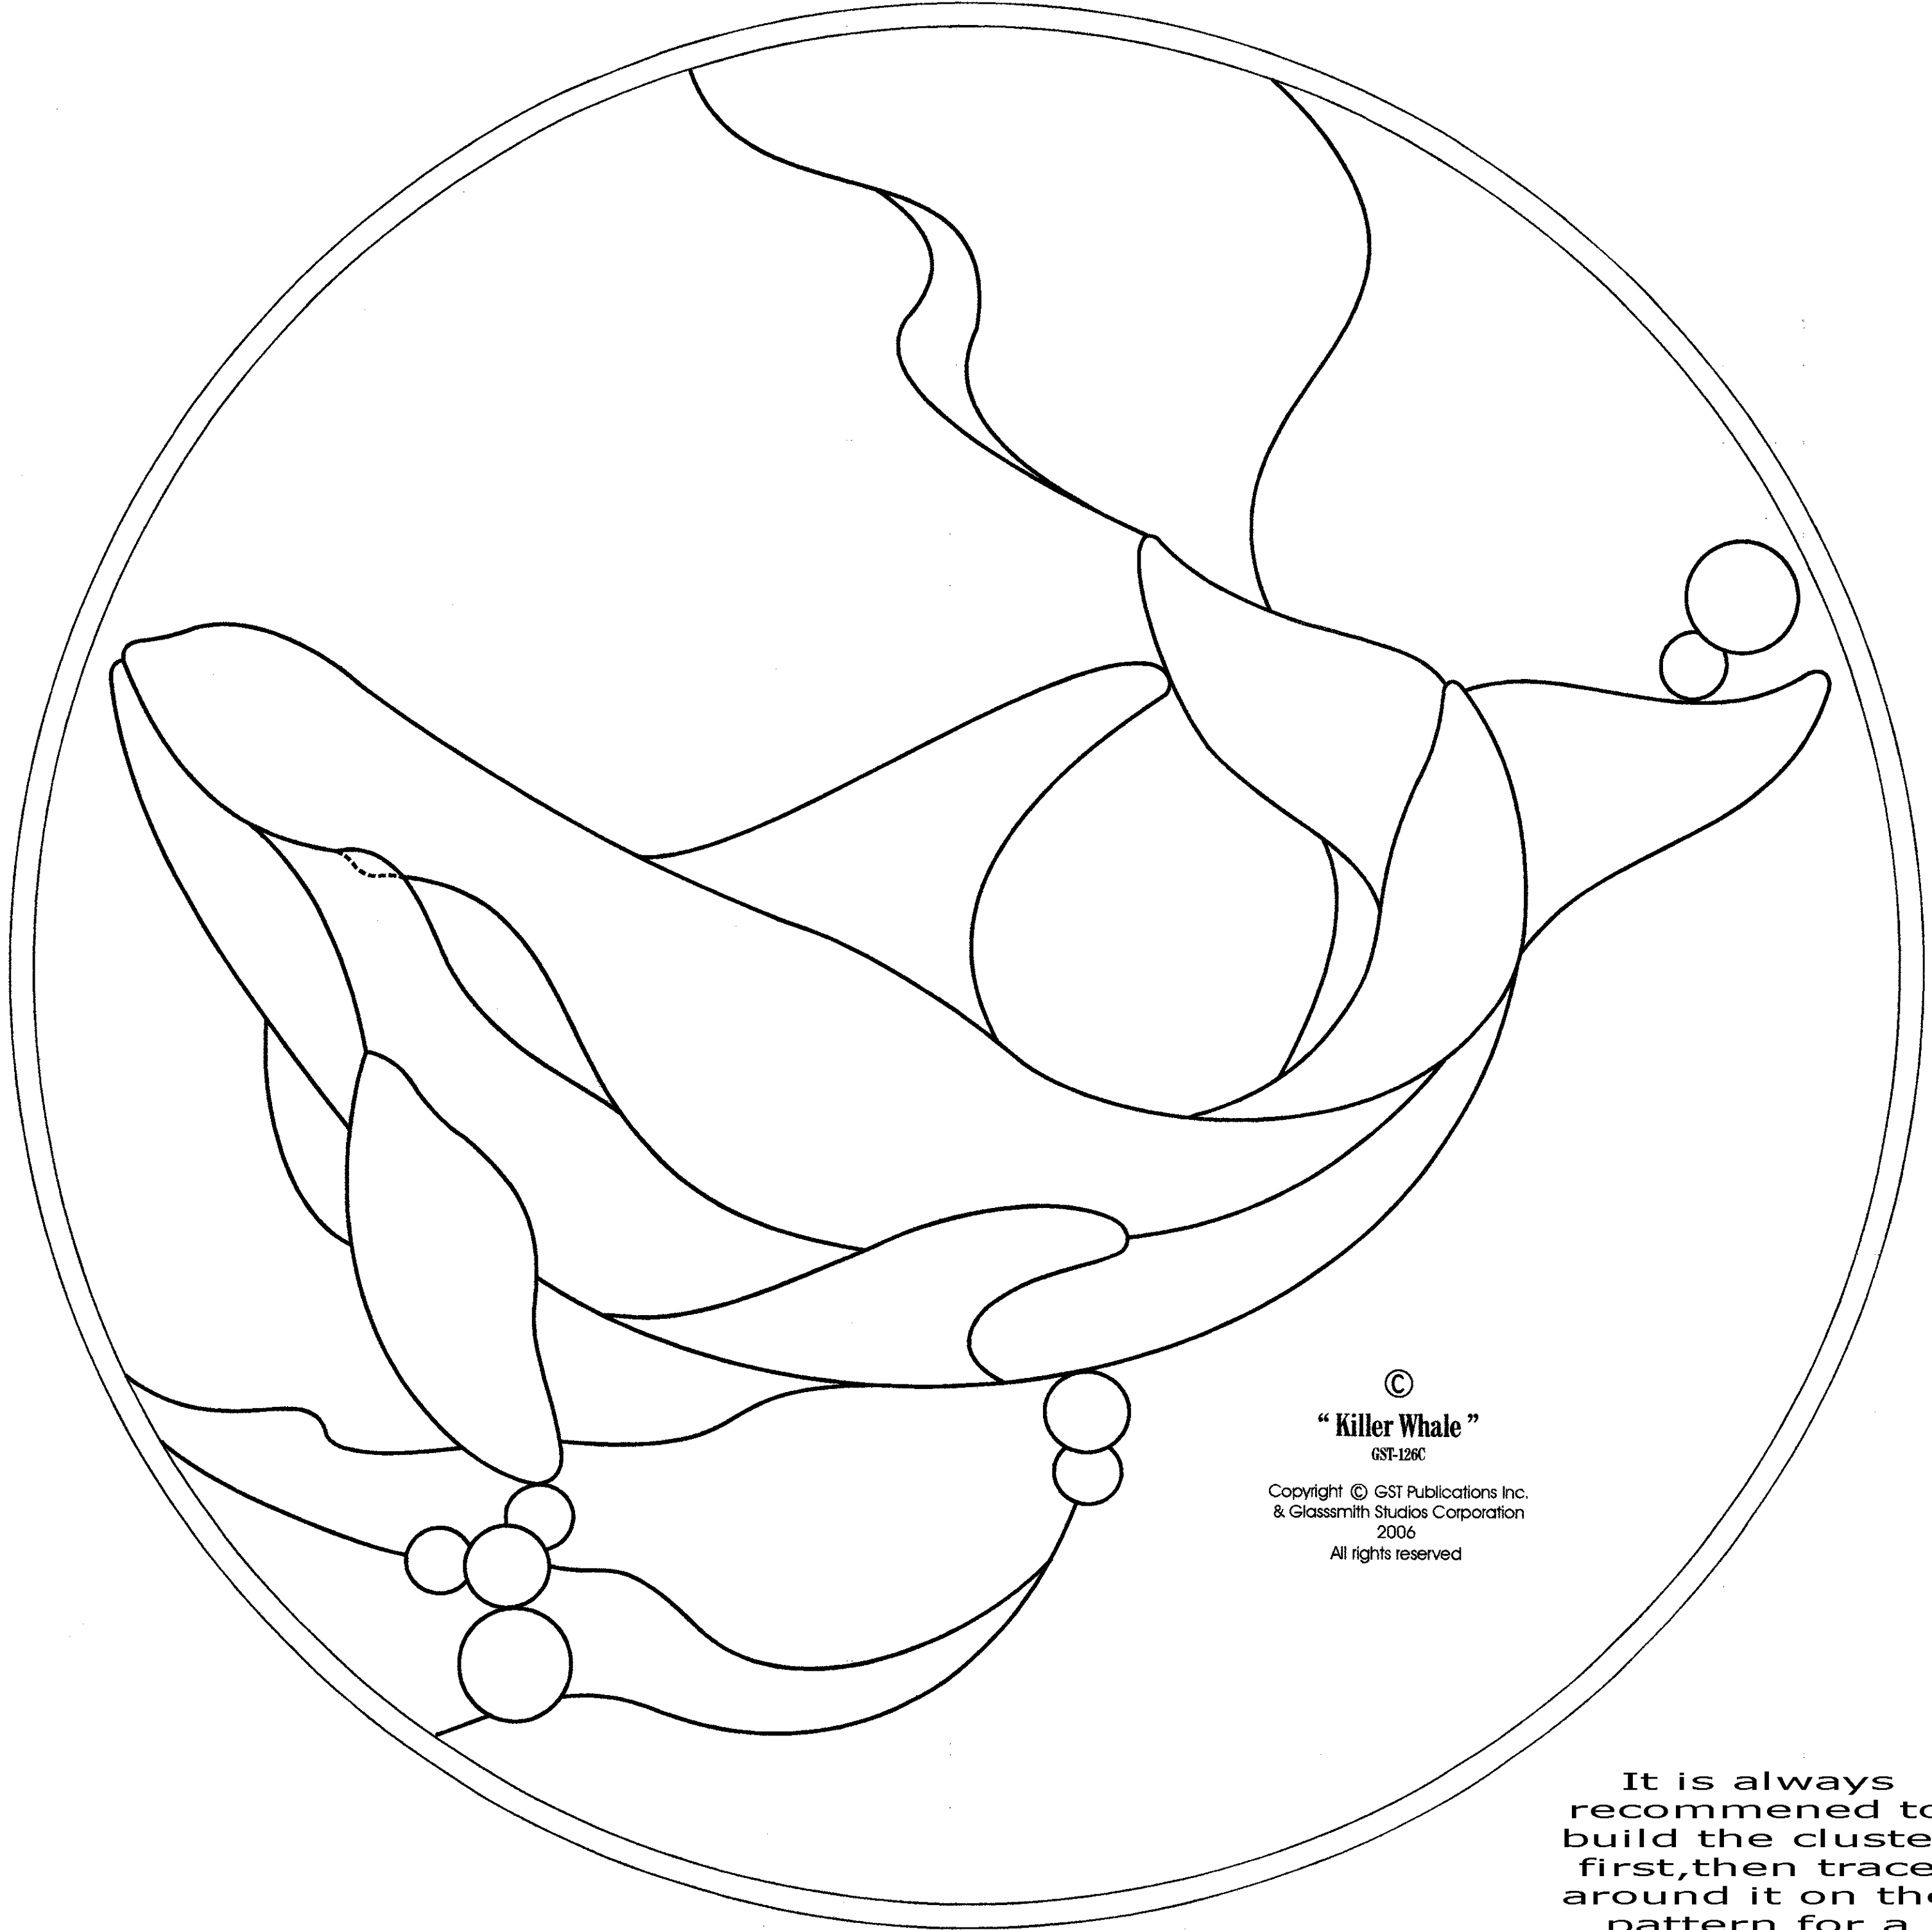 ©
“ Killer Whale ”
GST-126C
Copyright © GST Publications Inc.
& Glasssmith Studios Corporation
2006
All rights reserved
It is always
recommened to
build the cluste
first,then trace
around it on the
pattern for a